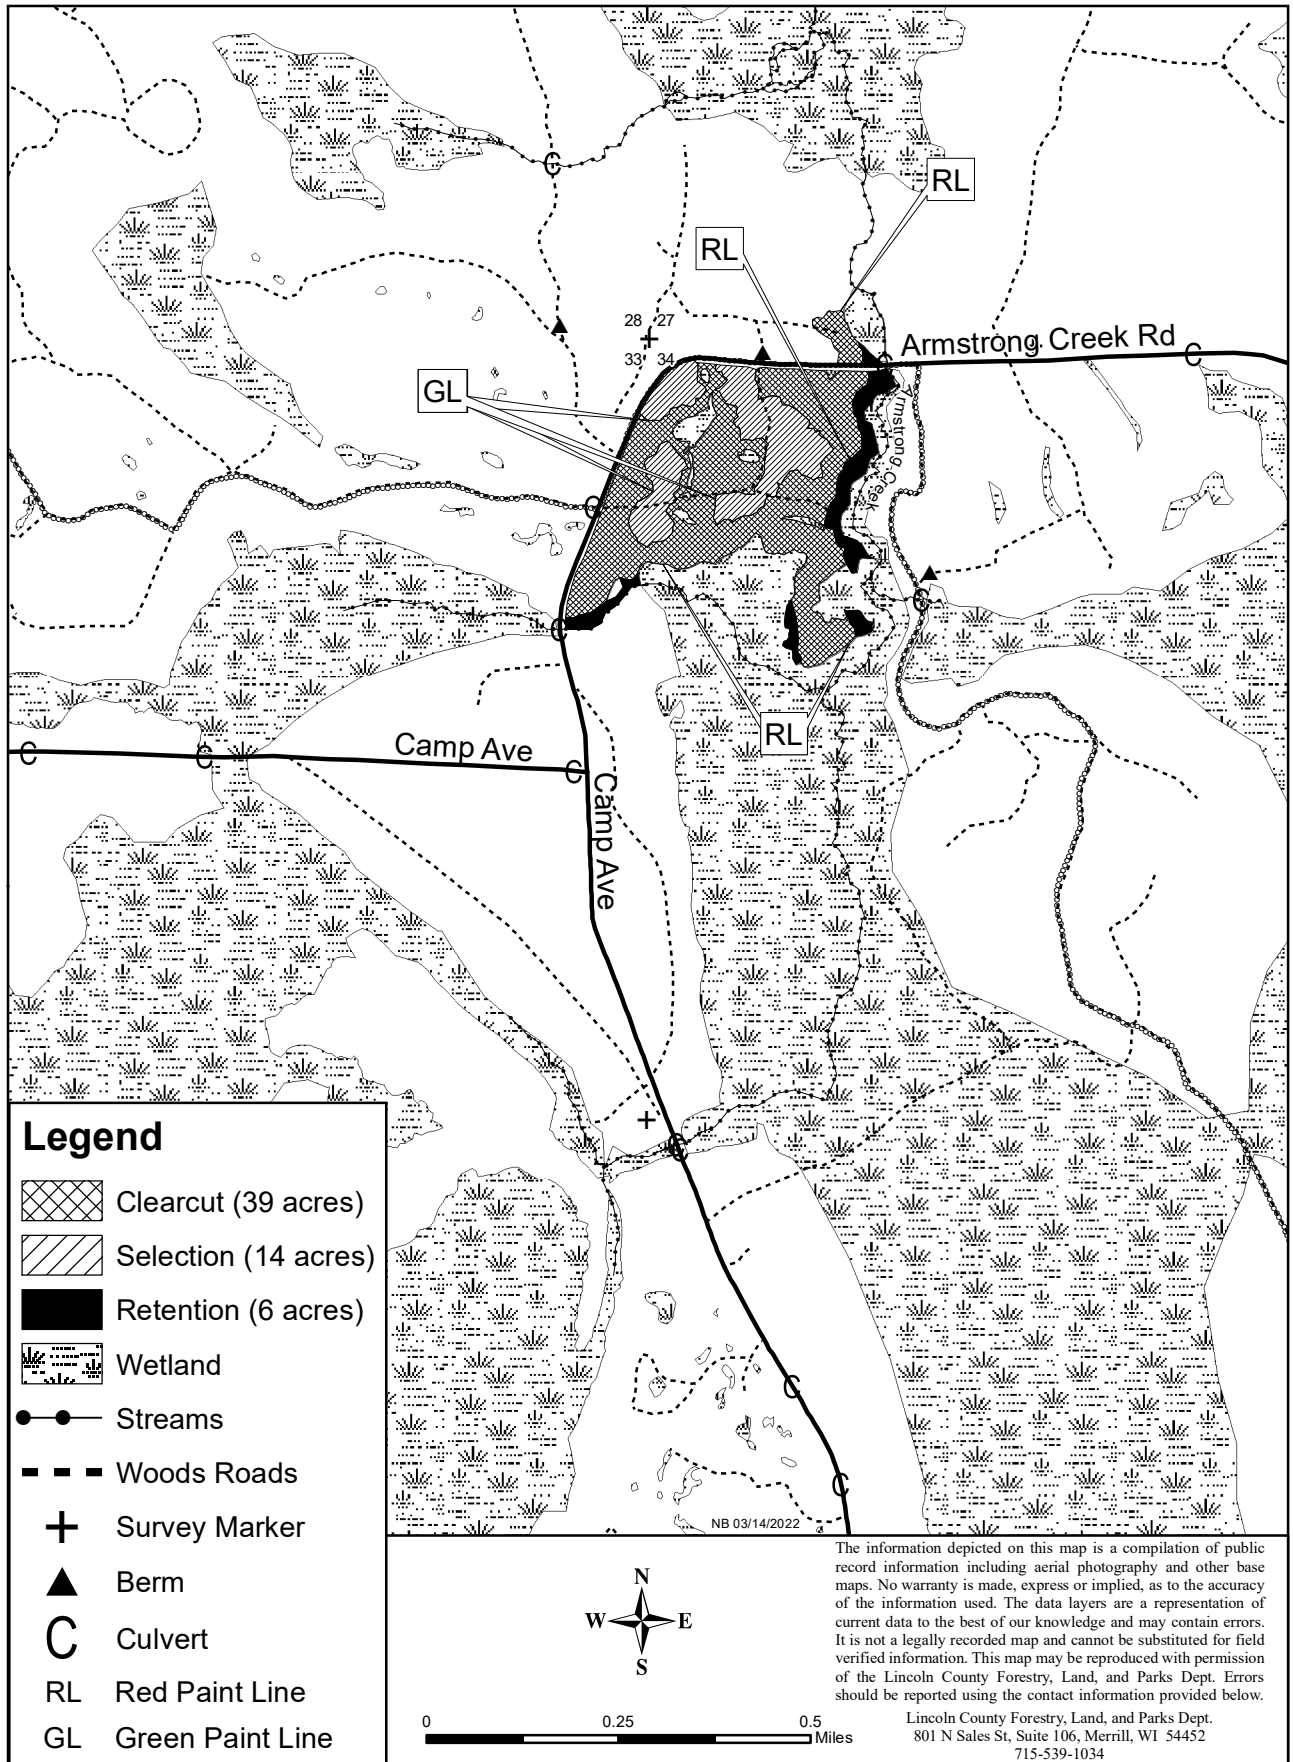 RL
RL
28 27
33 34
Armstrong Creek Rd
GL
Armstrong Creek
RL
Camp Ave
Camp Ave
C
C
C
C
C
C
C
C
C
C
C
C
C
Legend
Clearcut (39 acres)
Selection (14 acres)
Retention (6 acres)
Wetland
Streams
Woods Roads
Survey Marker
Berm
C Culvert
RL Red Paint Line
GL Green Paint Line
NB 03/14/2022
N
W E
S
0 0.25 0.5
Miles
The information depicted on this map is a compilation of public
record information including aerial photography and other base
maps. No warranty is made, express or implied, as to the accuracy
of the information used. The data layers are a representation of
current data to the best of our knowledge and may contain errors.
It is not a legally recorded map and cannot be substituted for field
verified information. This map may be reproduced with permission
of the Lincoln County Forestry, Land, and Parks Dept. Errors
should be reported using the contact information provided below.
Lincoln County Forestry, Land, and Parks Dept.
801 N Sales St, Suite 106, Merrill, WI 54452
715-539-1034